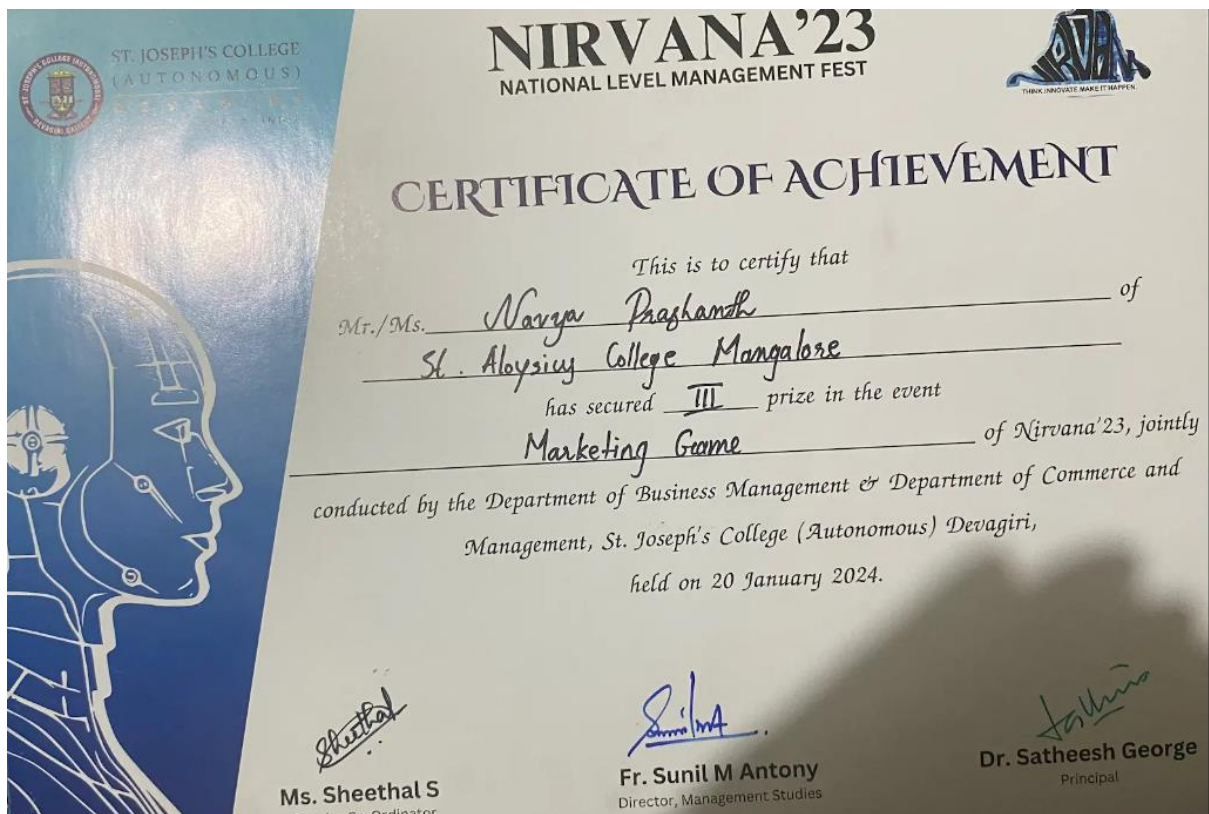 ST. JOSEPH'S COLLEGE
(AUTONOMOUS)
NIRVANA'23
NATIONAL LEVEL MANAGEMENT FEST
THINK.INNOVATE.MAKE IT HAPPEN.
CERTIFICATE OF ACHIEVEMENT
This is to certify that
Mr./Ms. Navya Prashanth of
St. Aloysius College Mangalore
has secured III prize in the event
Marketing Game of Nirvana'23, jointly
conducted by the Department of Business Management & Department of Commerce and
Management, St. Joseph's College (Autonomous) Devagiri,
held on 20 January 2024.
Sheethal
Ms. Sheethal S
Fr. Sunil M Antony
Director, Management Studies
Dr. Satheesh George
Principal